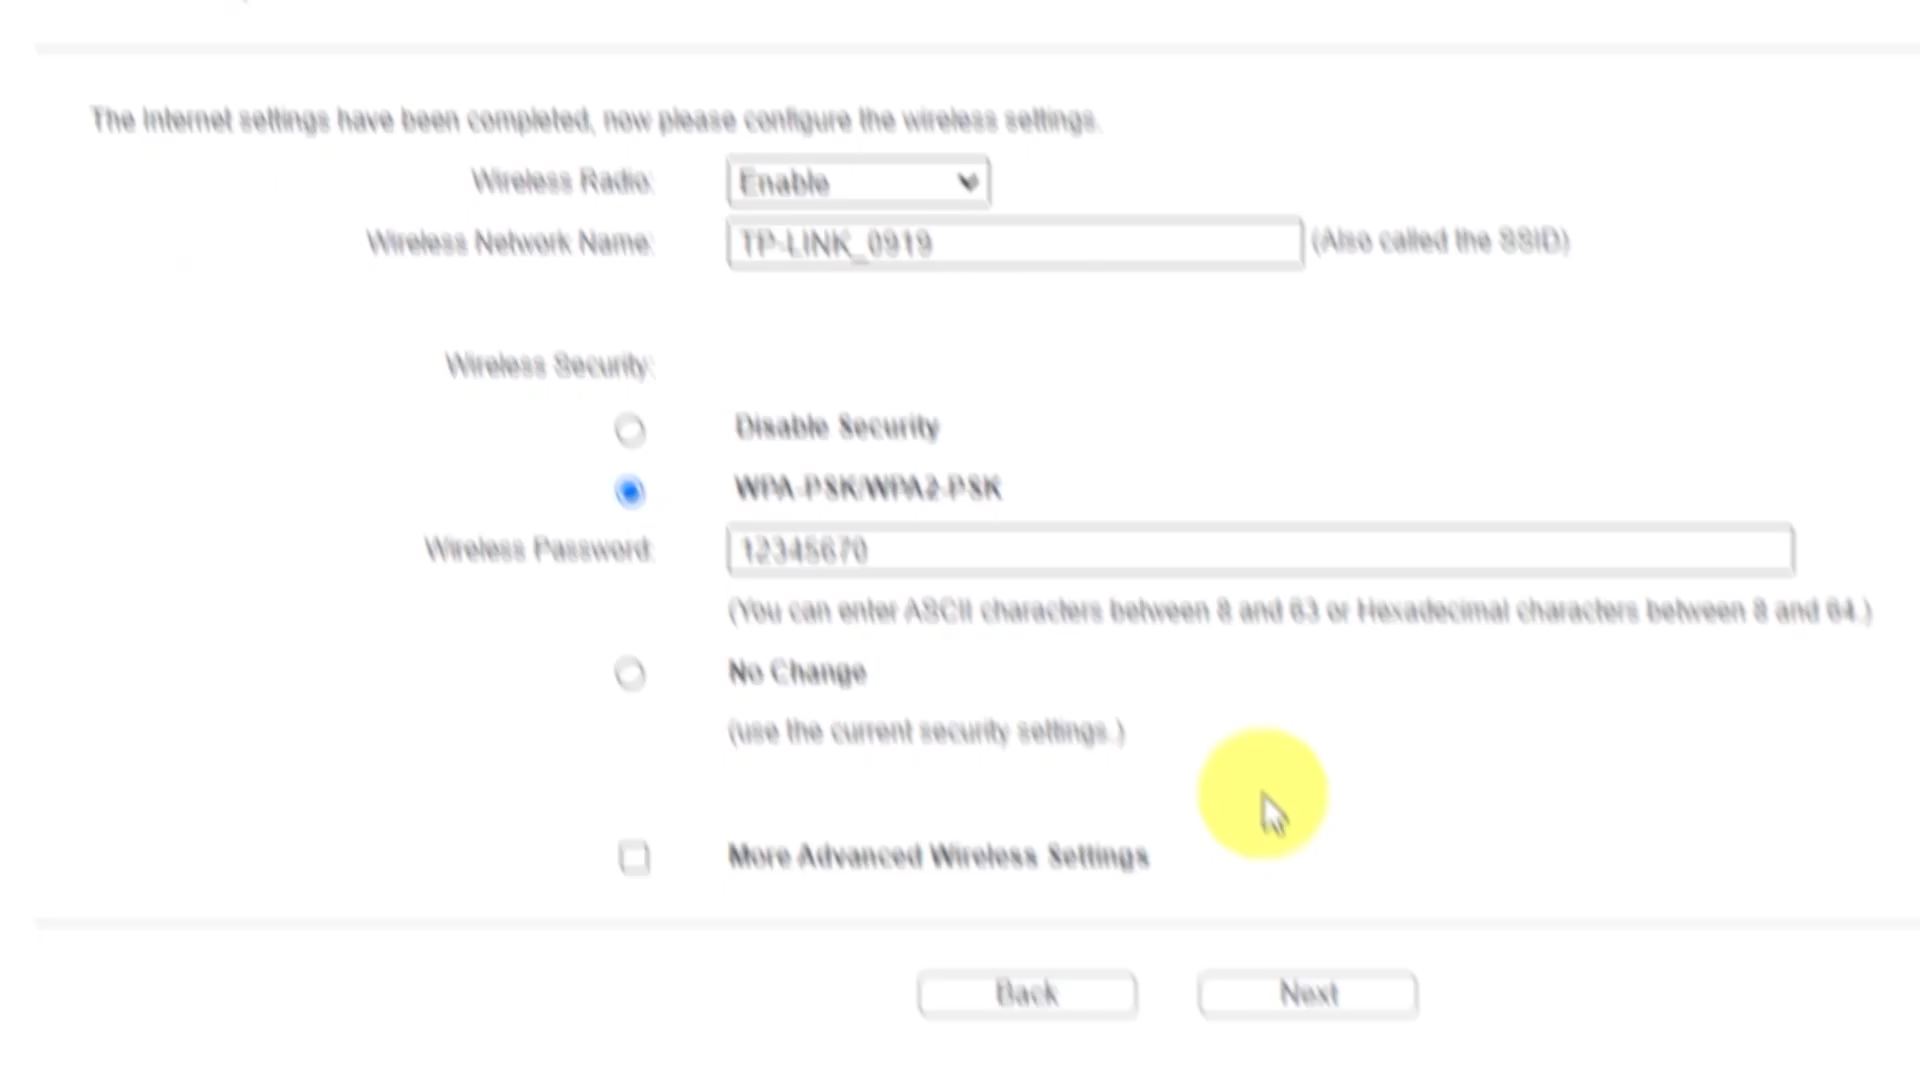 The Internet settings have been completed, now please configure the wireless settings.
Wireless Radio: Enable
Wireless Network Name: TP-LINK_0919 (Also called the SSID)
Wireless Security:
Disable Security
WPA-PSK/WPA2-PSK
Wireless Password: 12345670
(You can enter ASCII characters between 8 and 63 or Hexadecimal characters between 8 and 64.)
No Change
(use the current security settings.)
More Advanced Wireless Settings
Back Next